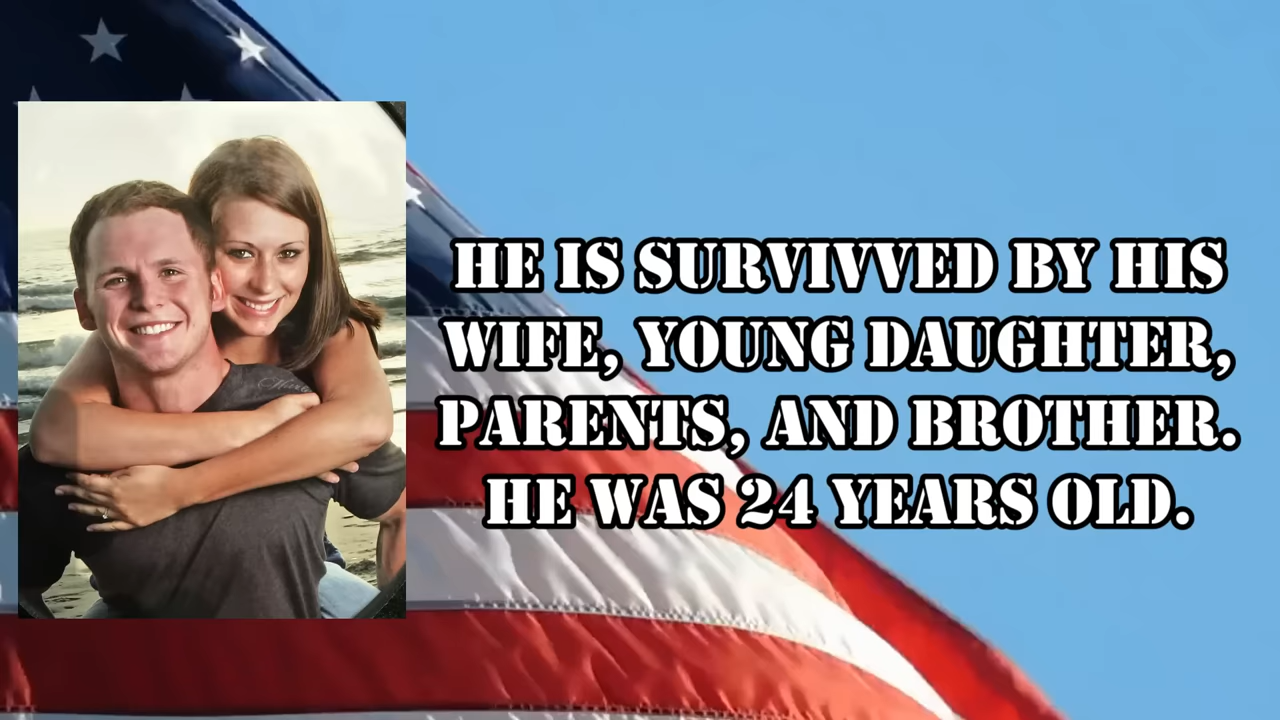 HE IS SURVIVVED BY HIS
WIFE, YOUNG DAUGHTER,
PARENTS, AND BROTHER.
HE WAS 24 YEARS OLD.